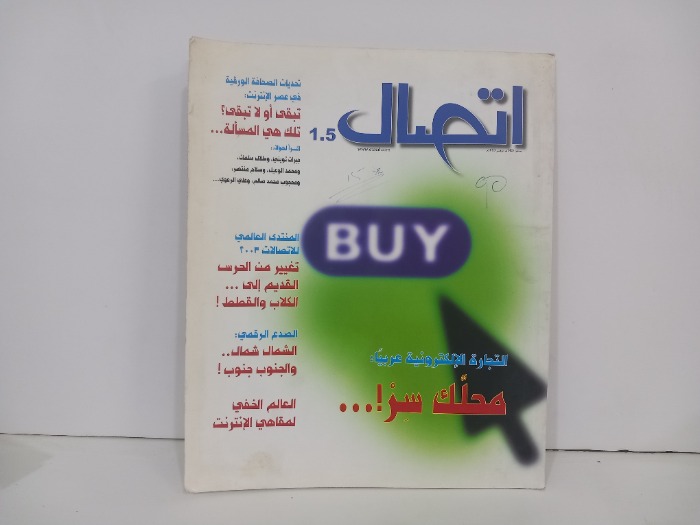 اتصال
1.5
تحديات الصحافة الورقية
في عصر الإنترنت:
تبقى أو لا تبقى؟
تلك هي المسألة...
المنتدى العالمي
للاتصالات ٢٠٠٣
تغيير من الحرس
القديم إلى ...
الكلاب والقطط !
الصدع الرقمي:
الشمال شمال..
والجنوب جنوب !
العالم الخفي
لمقاهي الإنترنت
BUY
التجارة الإلكترونية عربيًا:
محلّك سِرْ!...